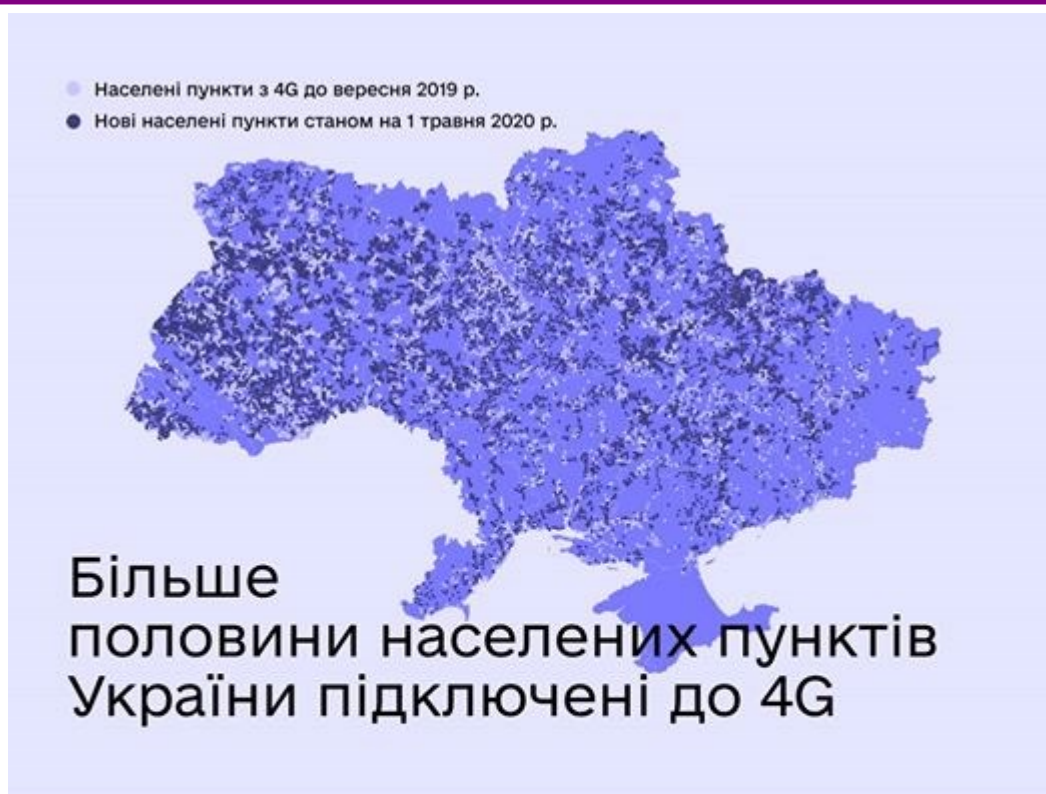 Населені пункти з 4G до вересня 2019 р.
Нові населені пункти станом на 1 травня 2020 р.
Більше
половини населених пунктів
України підключені до 4G